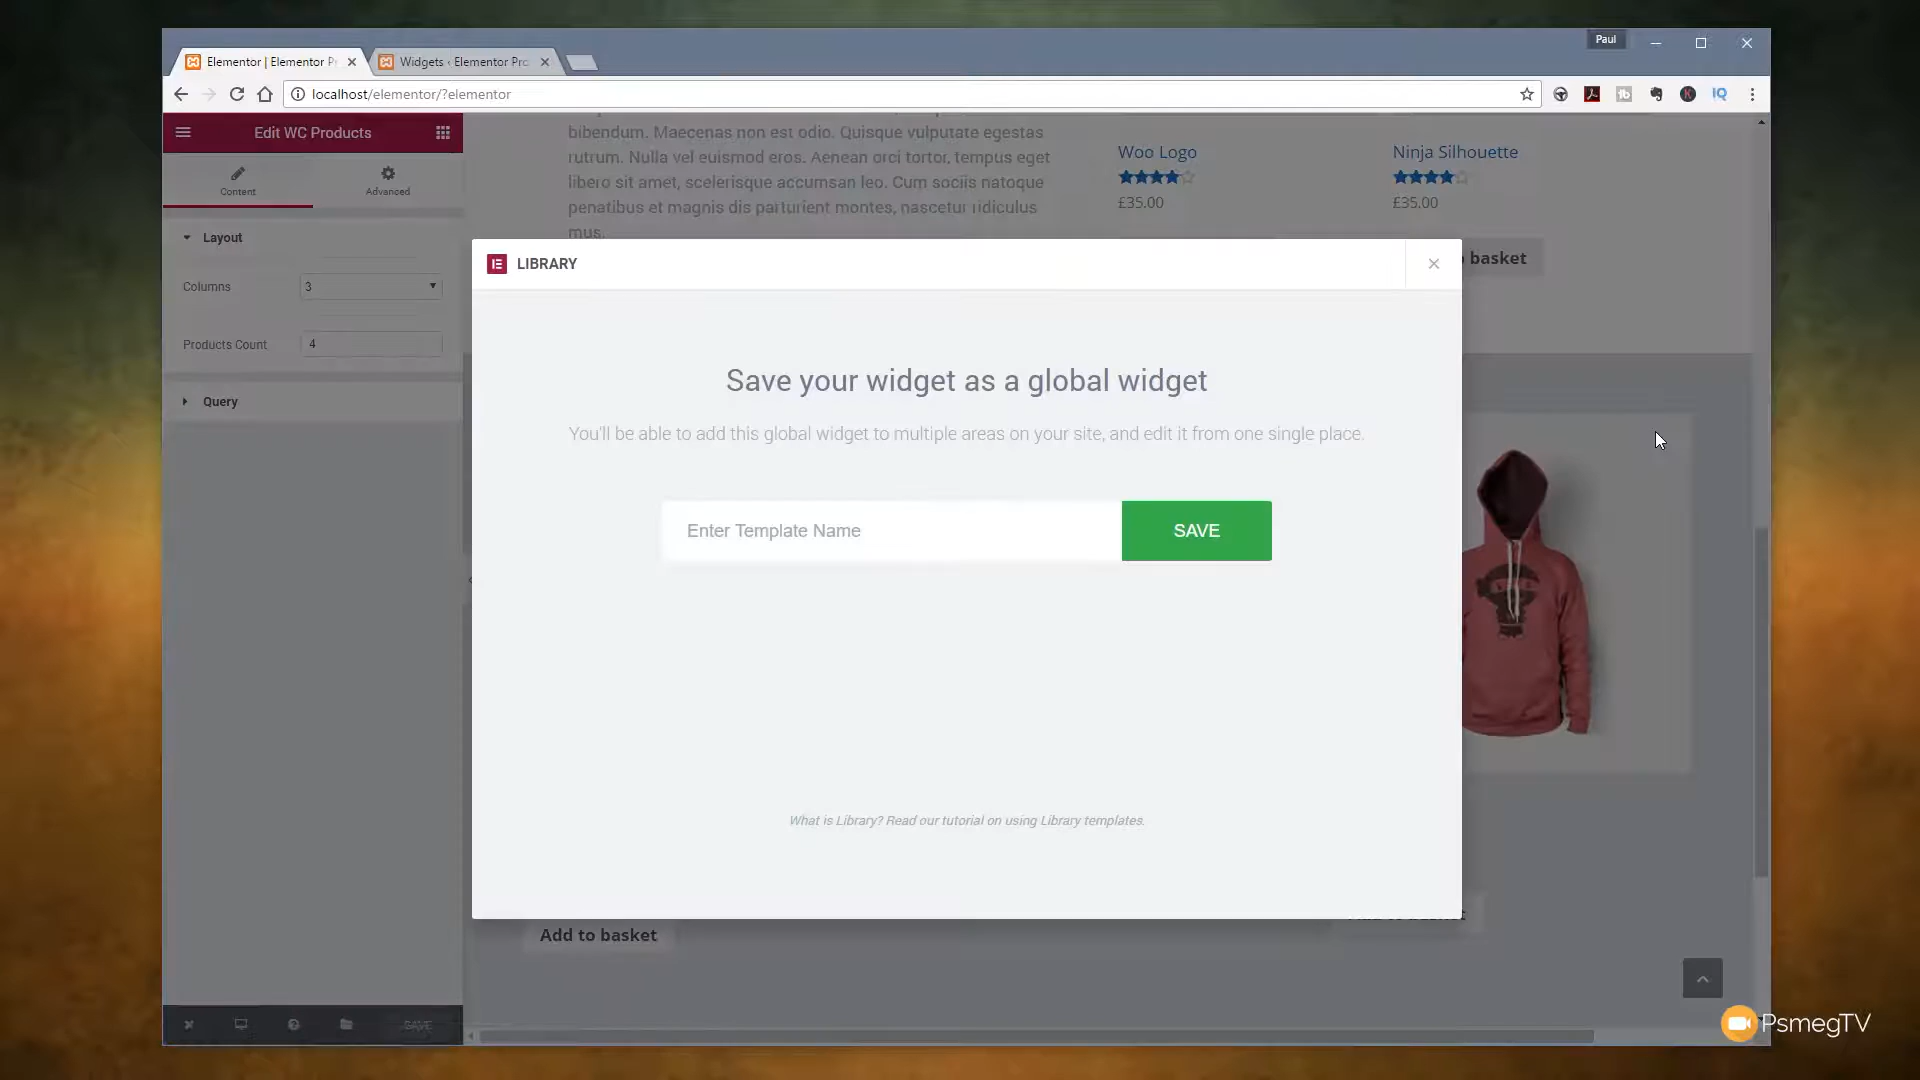 Paul
Elementor | Elementor Pr
Widgets ‹ Elementor Pro
localhost/elementor/?elementor
IQ
Edit WC Products
Content
Advanced
Layout
Columns
3
Products Count
4
Query
bibendum. Maecenas non est odio. Quisque vulputate egestas
rutrum. Nulla vel euismod eros. Aenean orci tortor, tempus eget
libero sit amet, scelerisque accumsan leo. Cum sociis natoque
penatibus et magnis dis parturient montes, nascetur ridiculus
mus.
Woo Logo
£35.00
Ninja Silhouette
£35.00
basket
LIBRARY
Save your widget as a global widget
You'll be able to add this global widget to multiple areas on your site, and edit it from one single place.
Enter Template Name
SAVE
What is Library? Read our tutorial on using Library templates.
Add to basket
SAVE
PsmegTV